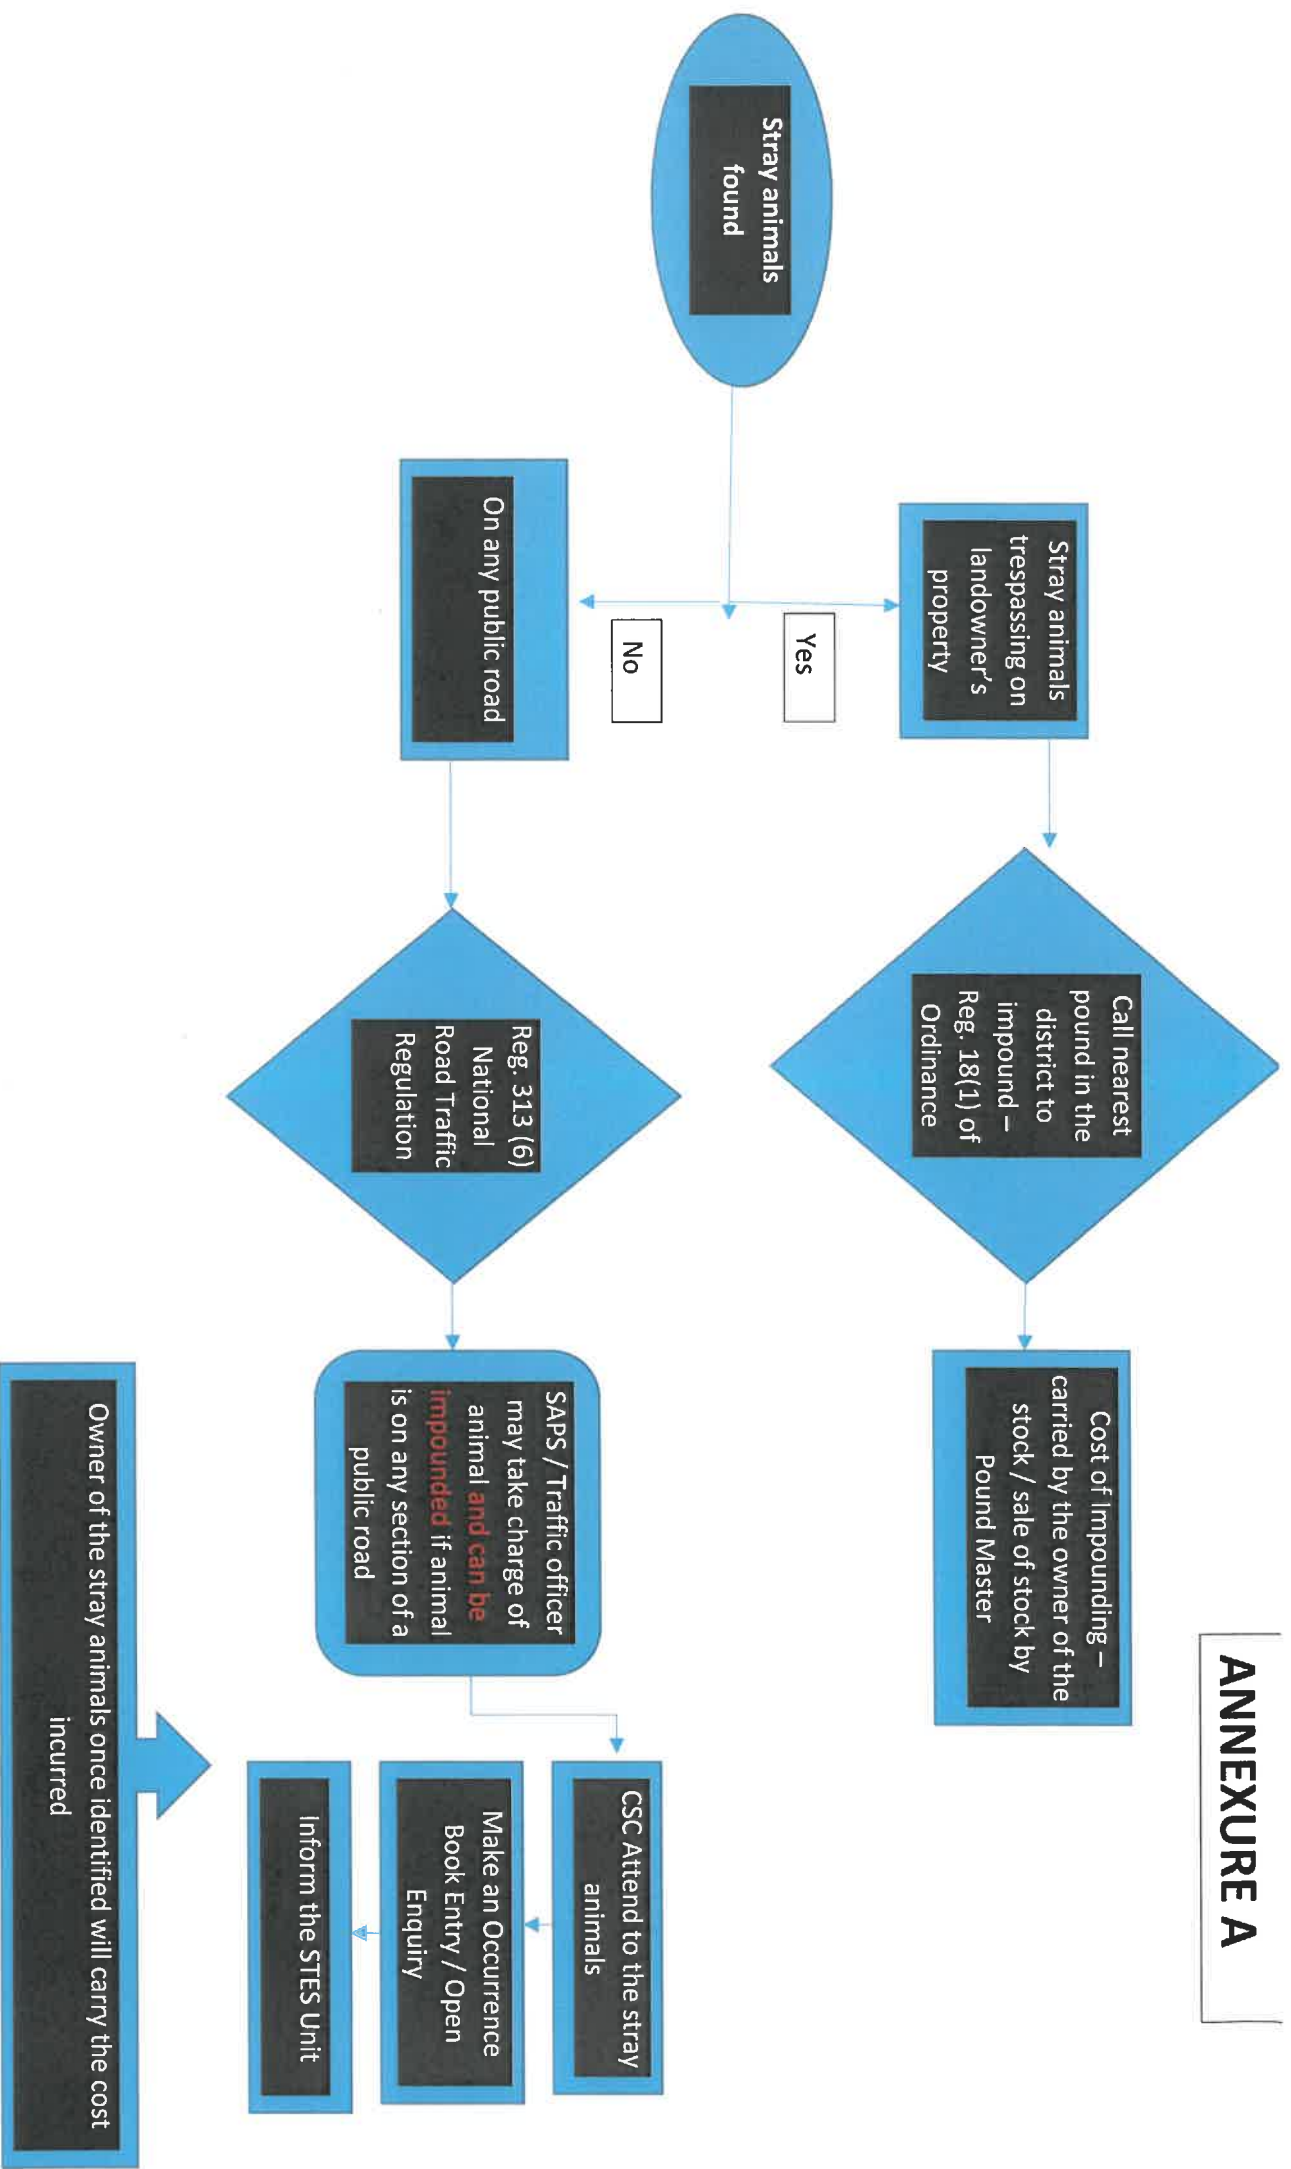 ANNEXURE A
Stray animals
found
Stray animals
trespassing on
landowner's
property
Yes
No
On any public road
Call nearest
pound in the
district to
impound –
Reg. 18(1) of
Ordinance
Cost of Impounding –
carried by the owner of the
stock / sale of stock by
Pound Master
Reg. 313 (6)
National
Road Traffic
Regulation
SAPS / Traffic officer
may take charge of
animal and can be
impounded if animal
is on any section of a
public road
CSC Attend to the stray
animals
Make an Occurrence
Book Entry / Open
Enquiry
Inform the STES Unit
Owner of the stray animals once identified will carry the cost
incurred